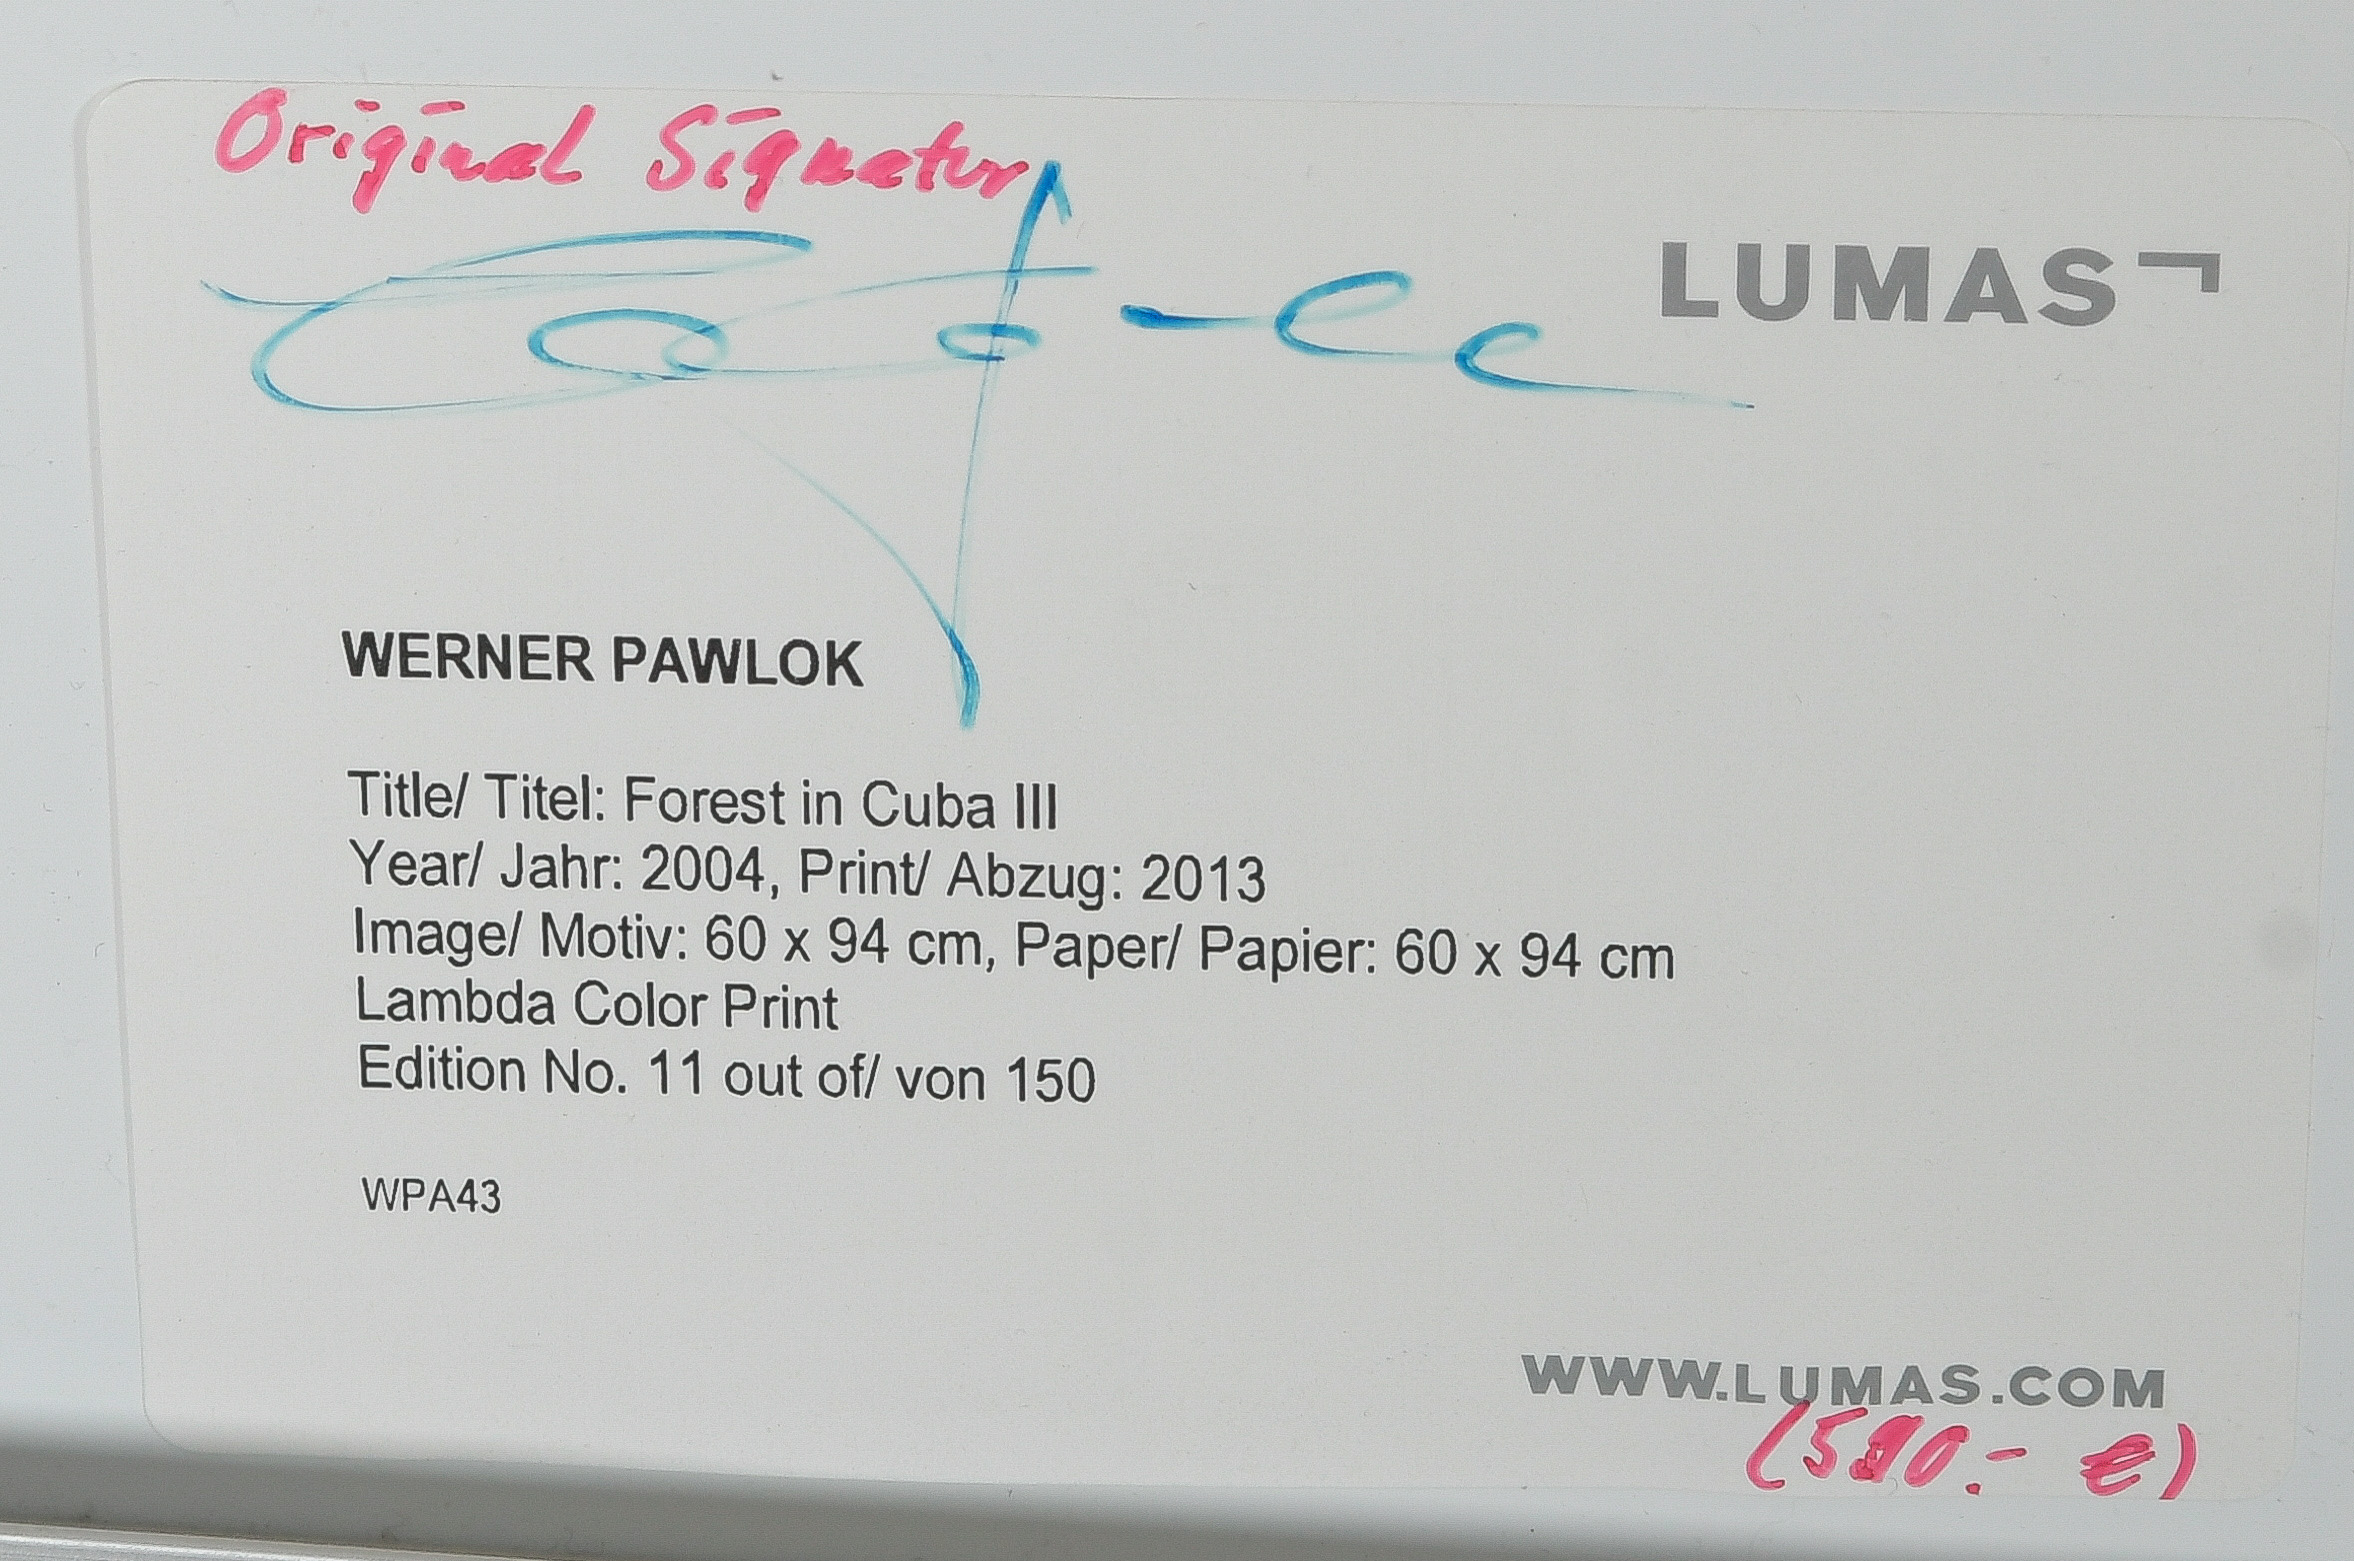 Original Signatur
LUMAS
WERNER PAWLOK
Title/ Titel: Forest in Cuba III
Year/ Jahr: 2004, Print/ Abzug: 2013
Image/ Motiv: 60 x 94 cm, Paper/ Papier: 60 x 94 cm
Lambda Color Print
Edition No. 11 out of/ von 150
WPA43
WWW.LUMAS.COM